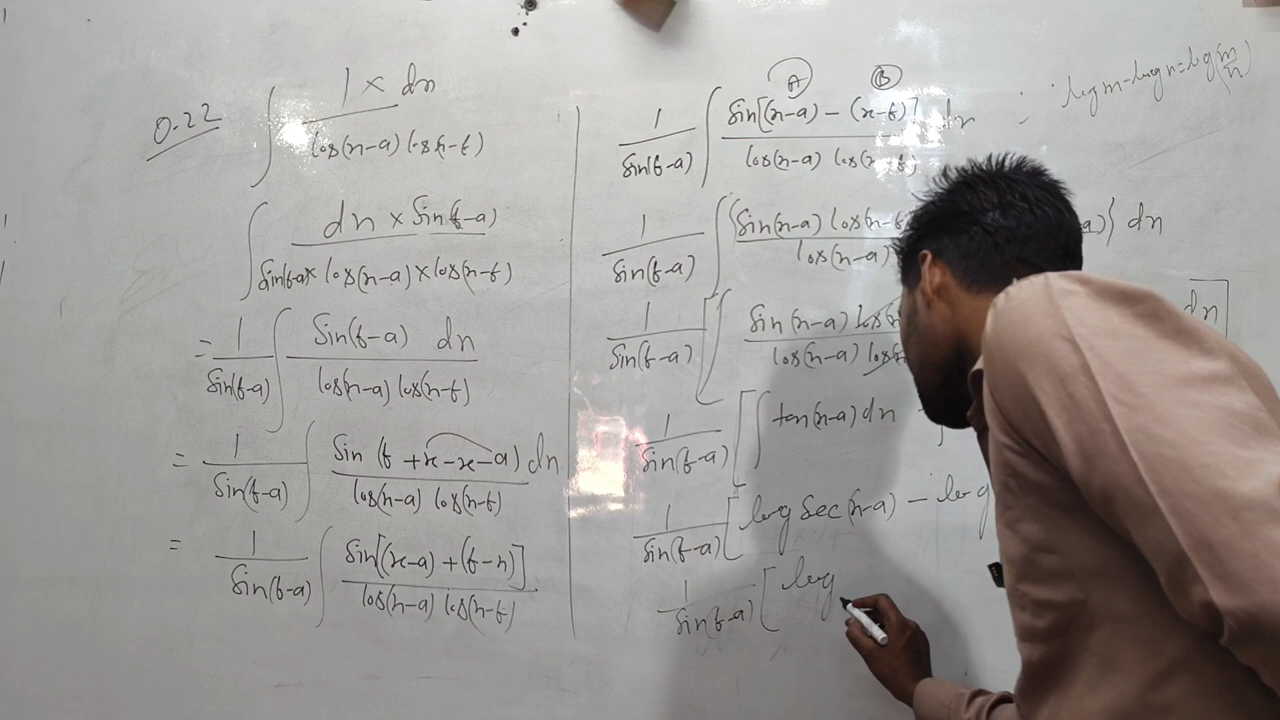 Q.22 ∫ 1 × dx / cos(x-a) cos(x-b)
∫ dx × sin(b-a) / sin(b-a) × cos(x-a) × cos(x-b)
= 1/sin(b-a) ∫ sin(b-a) dx / cos(x-a) cos(x-b)
= 1/sin(b-a) ∫ sin(b+x-x-a) dx / cos(x-a) cos(x-b)
= 1/sin(b-a) ∫ sin[(x-a)+(b-x)] / cos(x-a) cos(x-b)
A B
1/sin(b-a) ∫ sin[(x-a)-(x-b)] / cos(x-a) cos(x-b) dx
∵ log m - log n = log(m/n)
1/sin(b-a) ∫ {sin(x-a) cos(x-b a)} / cos(x-a) dx
1/sin(b-a) [∫ sin(x-a) cos / cos(x-a) cos dx]
1/sin(b-a) [∫ tan(x-a) dx -
1/sin(b-a) [log sec(x-a) - log
1/sin(b-a) [log